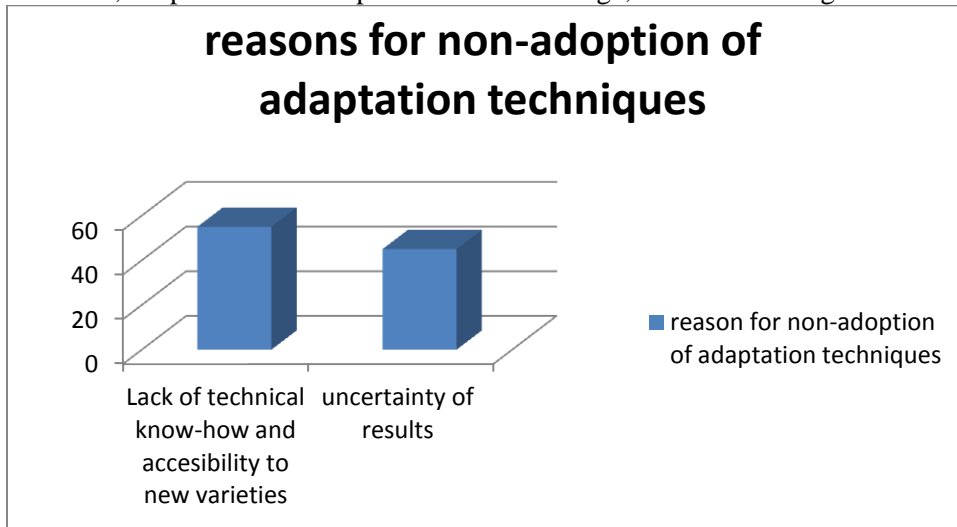 reasons for non-adoption of
adaptation techniques
60
40
20
0
Lack of technical
know-how and
accesibility to
new varieties
uncertainty of
results
reason for non-adoption
of adaptation techniques